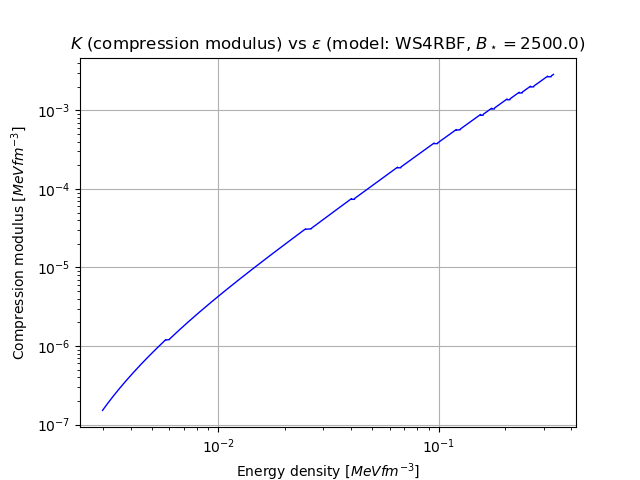 K (compression modulus) vs ε (model: WS4RBF, B⋆ = 2500.0)
Compression modulus [MeVfm⁻³]
10⁻³
10⁻⁴
10⁻⁵
10⁻⁶
10⁻⁷
10⁻²
10⁻¹
Energy density [MeVfm⁻³]